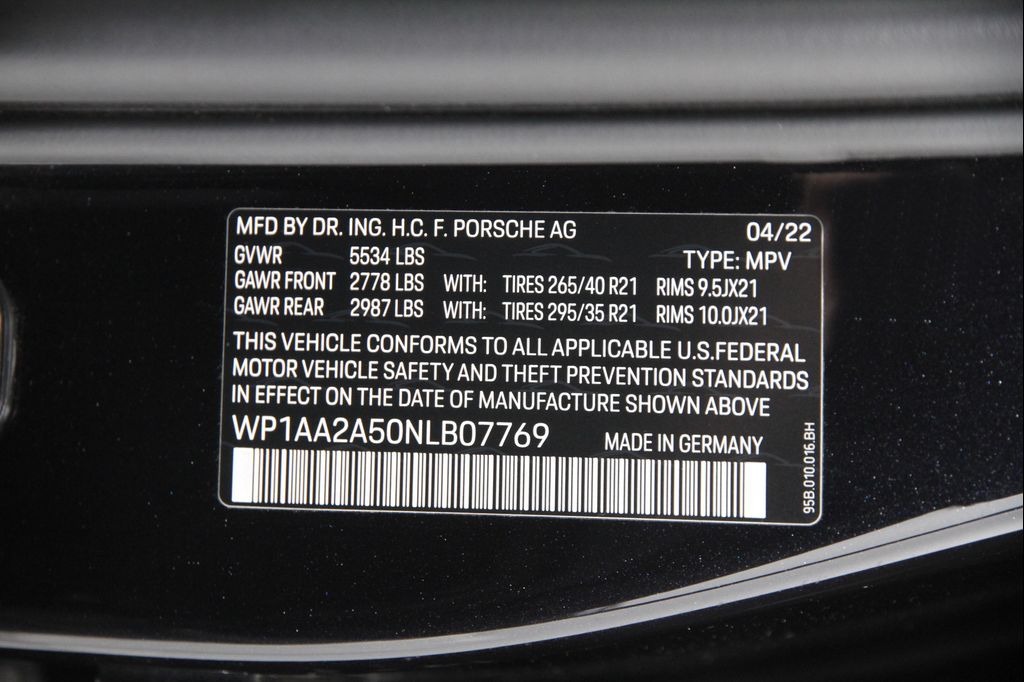 MFD BY DR. ING. H.C. F. PORSCHE AG 04/22
GVWR 5534 LBS TYPE: MPV
GAWR FRONT 2778 LBS WITH: TIRES 265/40 R21 RIMS 9.5JX21
GAWR REAR 2987 LBS WITH: TIRES 295/35 R21 RIMS 10.0JX21
THIS VEHICLE CONFORMS TO ALL APPLICABLE U.S.FEDERAL
MOTOR VEHICLE SAFETY AND THEFT PREVENTION STANDARDS
IN EFFECT ON THE DATE OF MANUFACTURE SHOWN ABOVE
WP1AA2A50NLB07769 MADE IN GERMANY
95B.010.016.BH